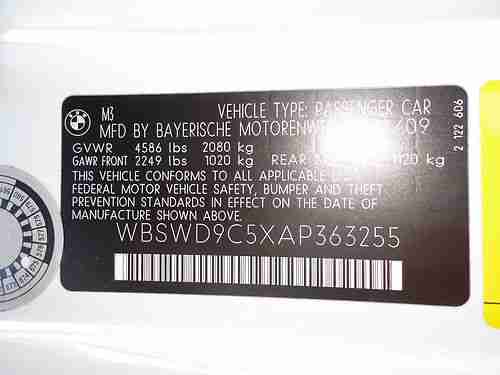 BMW
M3
VEHICLE TYPE: PASSENGER CAR
MFD BY BAYERISCHE
GVWR 4586 lbs 2080 kg
GAWR FRONT 2249 lbs 1020 kg REAR kg
THIS VEHICLE CONFORMS TO ALL APPLICABLE
FEDERAL MOTOR VEHICLE SAFETY, BUMPER AND THEFT
PREVENTION STANDARDS IN EFFECT ON THE DATE OF
MANUFACTURE SHOWN ABOVE.
WBSWD9C5XAP363255
2 122 606